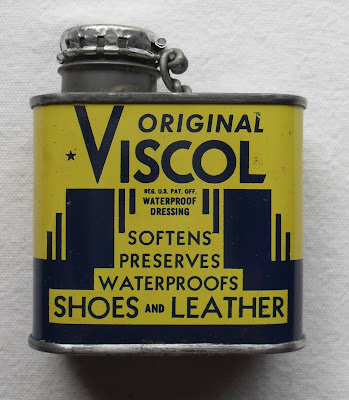 ORIGINAL
VISCOL
REG. U.S. PAT. OFF.
WATERPROOF
DRESSING
SOFTENS
PRESERVES
WATERPROOFS
SHOES AND LEATHER